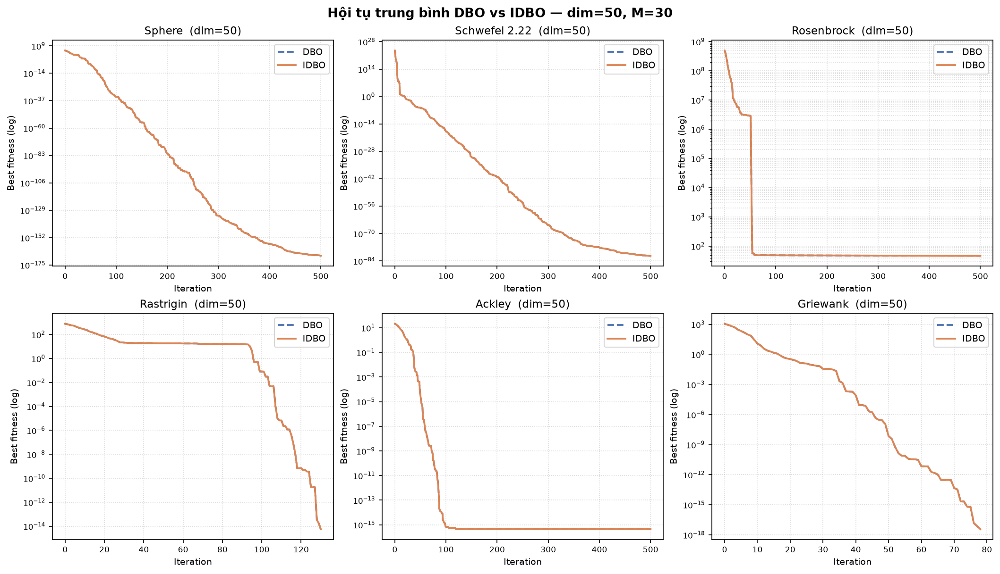 Hội tụ trung bình DBO vs IDBO — dim=50, M=30
Sphere (dim=50)
Best fitness (log)
10^9
10^-14
10^-37
10^-60
10^-83
10^-106
10^-129
10^-152
10^-175
DBO
IDBO
0 100 200 300 400 500
Iteration
Schwefel 2.22 (dim=50)
Best fitness (log)
10^28
10^14
10^0
10^-14
10^-28
10^-42
10^-56
10^-70
10^-84
DBO
IDBO
0 100 200 300 400 500
Iteration
Rosenbrock (dim=50)
Best fitness (log)
10^9
10^8
10^7
10^6
10^5
10^4
10^3
10^2
DBO
IDBO
0 100 200 300 400 500
Iteration
Rastrigin (dim=50)
Best fitness (log)
10^2
10^0
10^-2
10^-4
10^-6
10^-8
10^-10
10^-12
10^-14
DBO
IDBO
0 20 40 60 80 100 120
Iteration
Ackley (dim=50)
Best fitness (log)
10^1
10^-1
10^-3
10^-5
10^-7
10^-9
10^-11
10^-13
10^-15
DBO
IDBO
0 100 200 300 400 500
Iteration
Griewank (dim=50)
Best fitness (log)
10^3
10^0
10^-3
10^-6
10^-9
10^-12
10^-15
10^-18
DBO
IDBO
0 10 20 30 40 50 60 70 80
Iteration